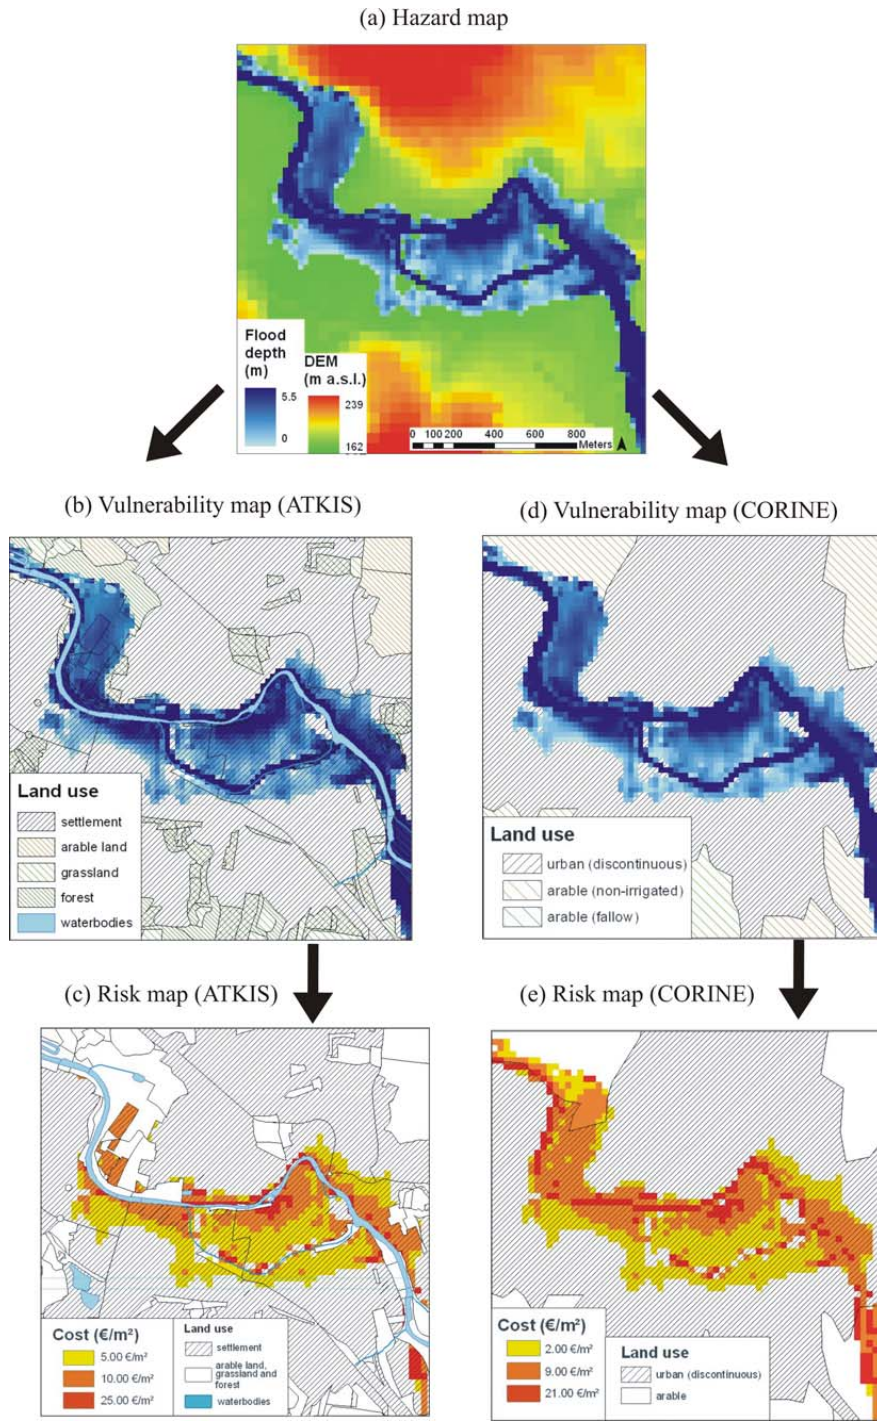 (a) Hazard map
Flood
depth
(m)
5.5
0
DEM
(m a.s.l.)
239
162
0 100 200 400 600 800
Meters
(b) Vulnerability map (ATKIS)
Land use
settlement
arable land
grassland
forest
waterbodies
(d) Vulnerability map (CORINE)
Land use
urban (discontinuous)
arable (non-irrigated)
arable (fallow)
(c) Risk map (ATKIS)
Cost (€/m²)
5.00 €/m²
10.00 €/m²
25.00 €/m²
Land use
settlement
arable land,
grassland and
forest
waterbodies
(e) Risk map (CORINE)
Cost (€/m²)
2.00 €/m²
9.00 €/m²
21.00 €/m²
Land use
urban (discontinuous)
arable